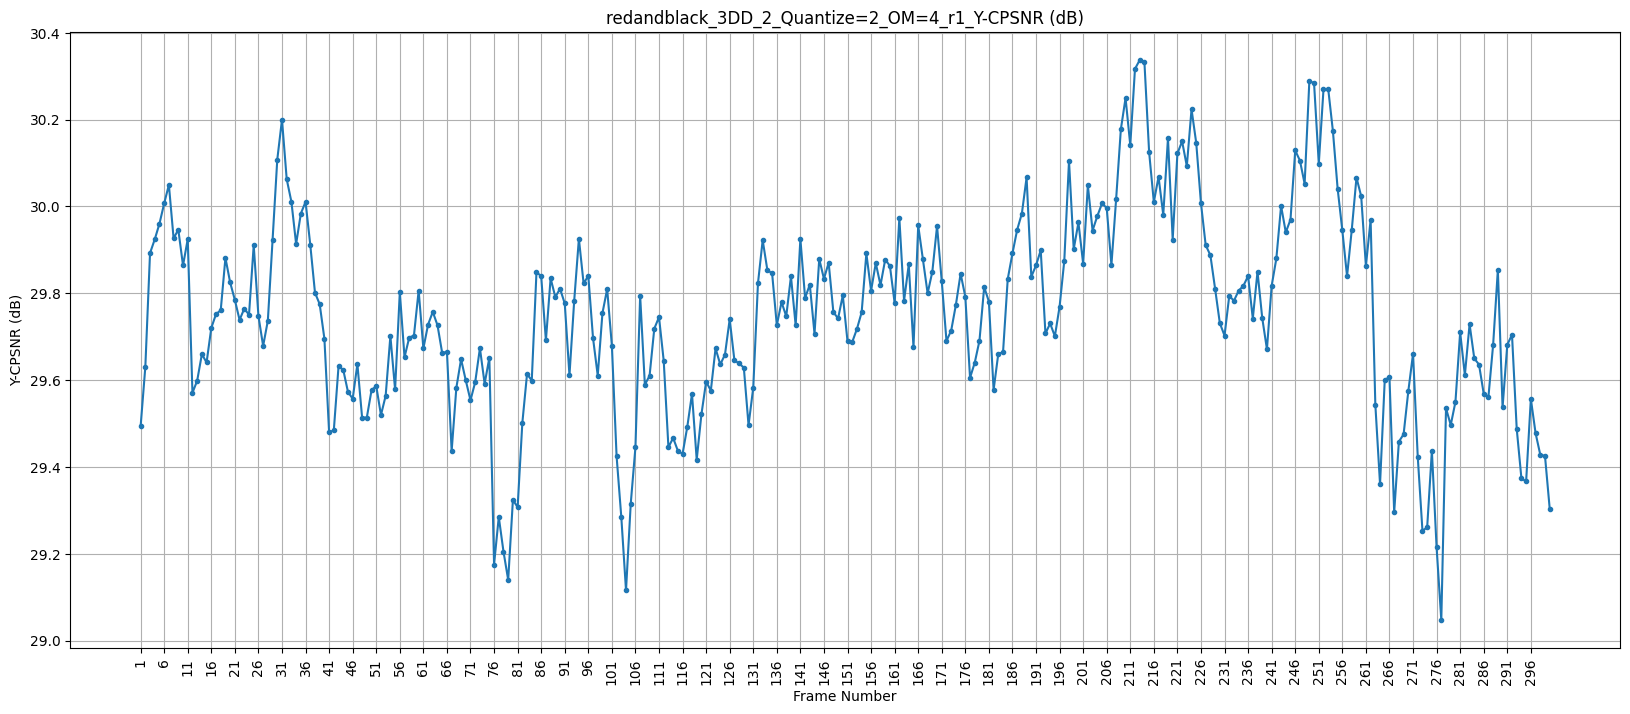 redandblack_3DD_2_Quantize=2_OM=4_r1_Y-CPSNR (dB)
30.4
30.2
30.0
29.8
29.6
29.4
29.2
29.0
Y-CPSNR (dB)
1 6 11 16 21 26 31 36 41 46 51 56 61 66 71 76 81 86 91 96 101 106 111 116 121 126 131 136 141 146 151 156 161 166 171 176 181 186 191 196 201 206 211 216 221 226 231 236 241 246 251 256 261 266 271 276 281 286 291 296
Frame Number